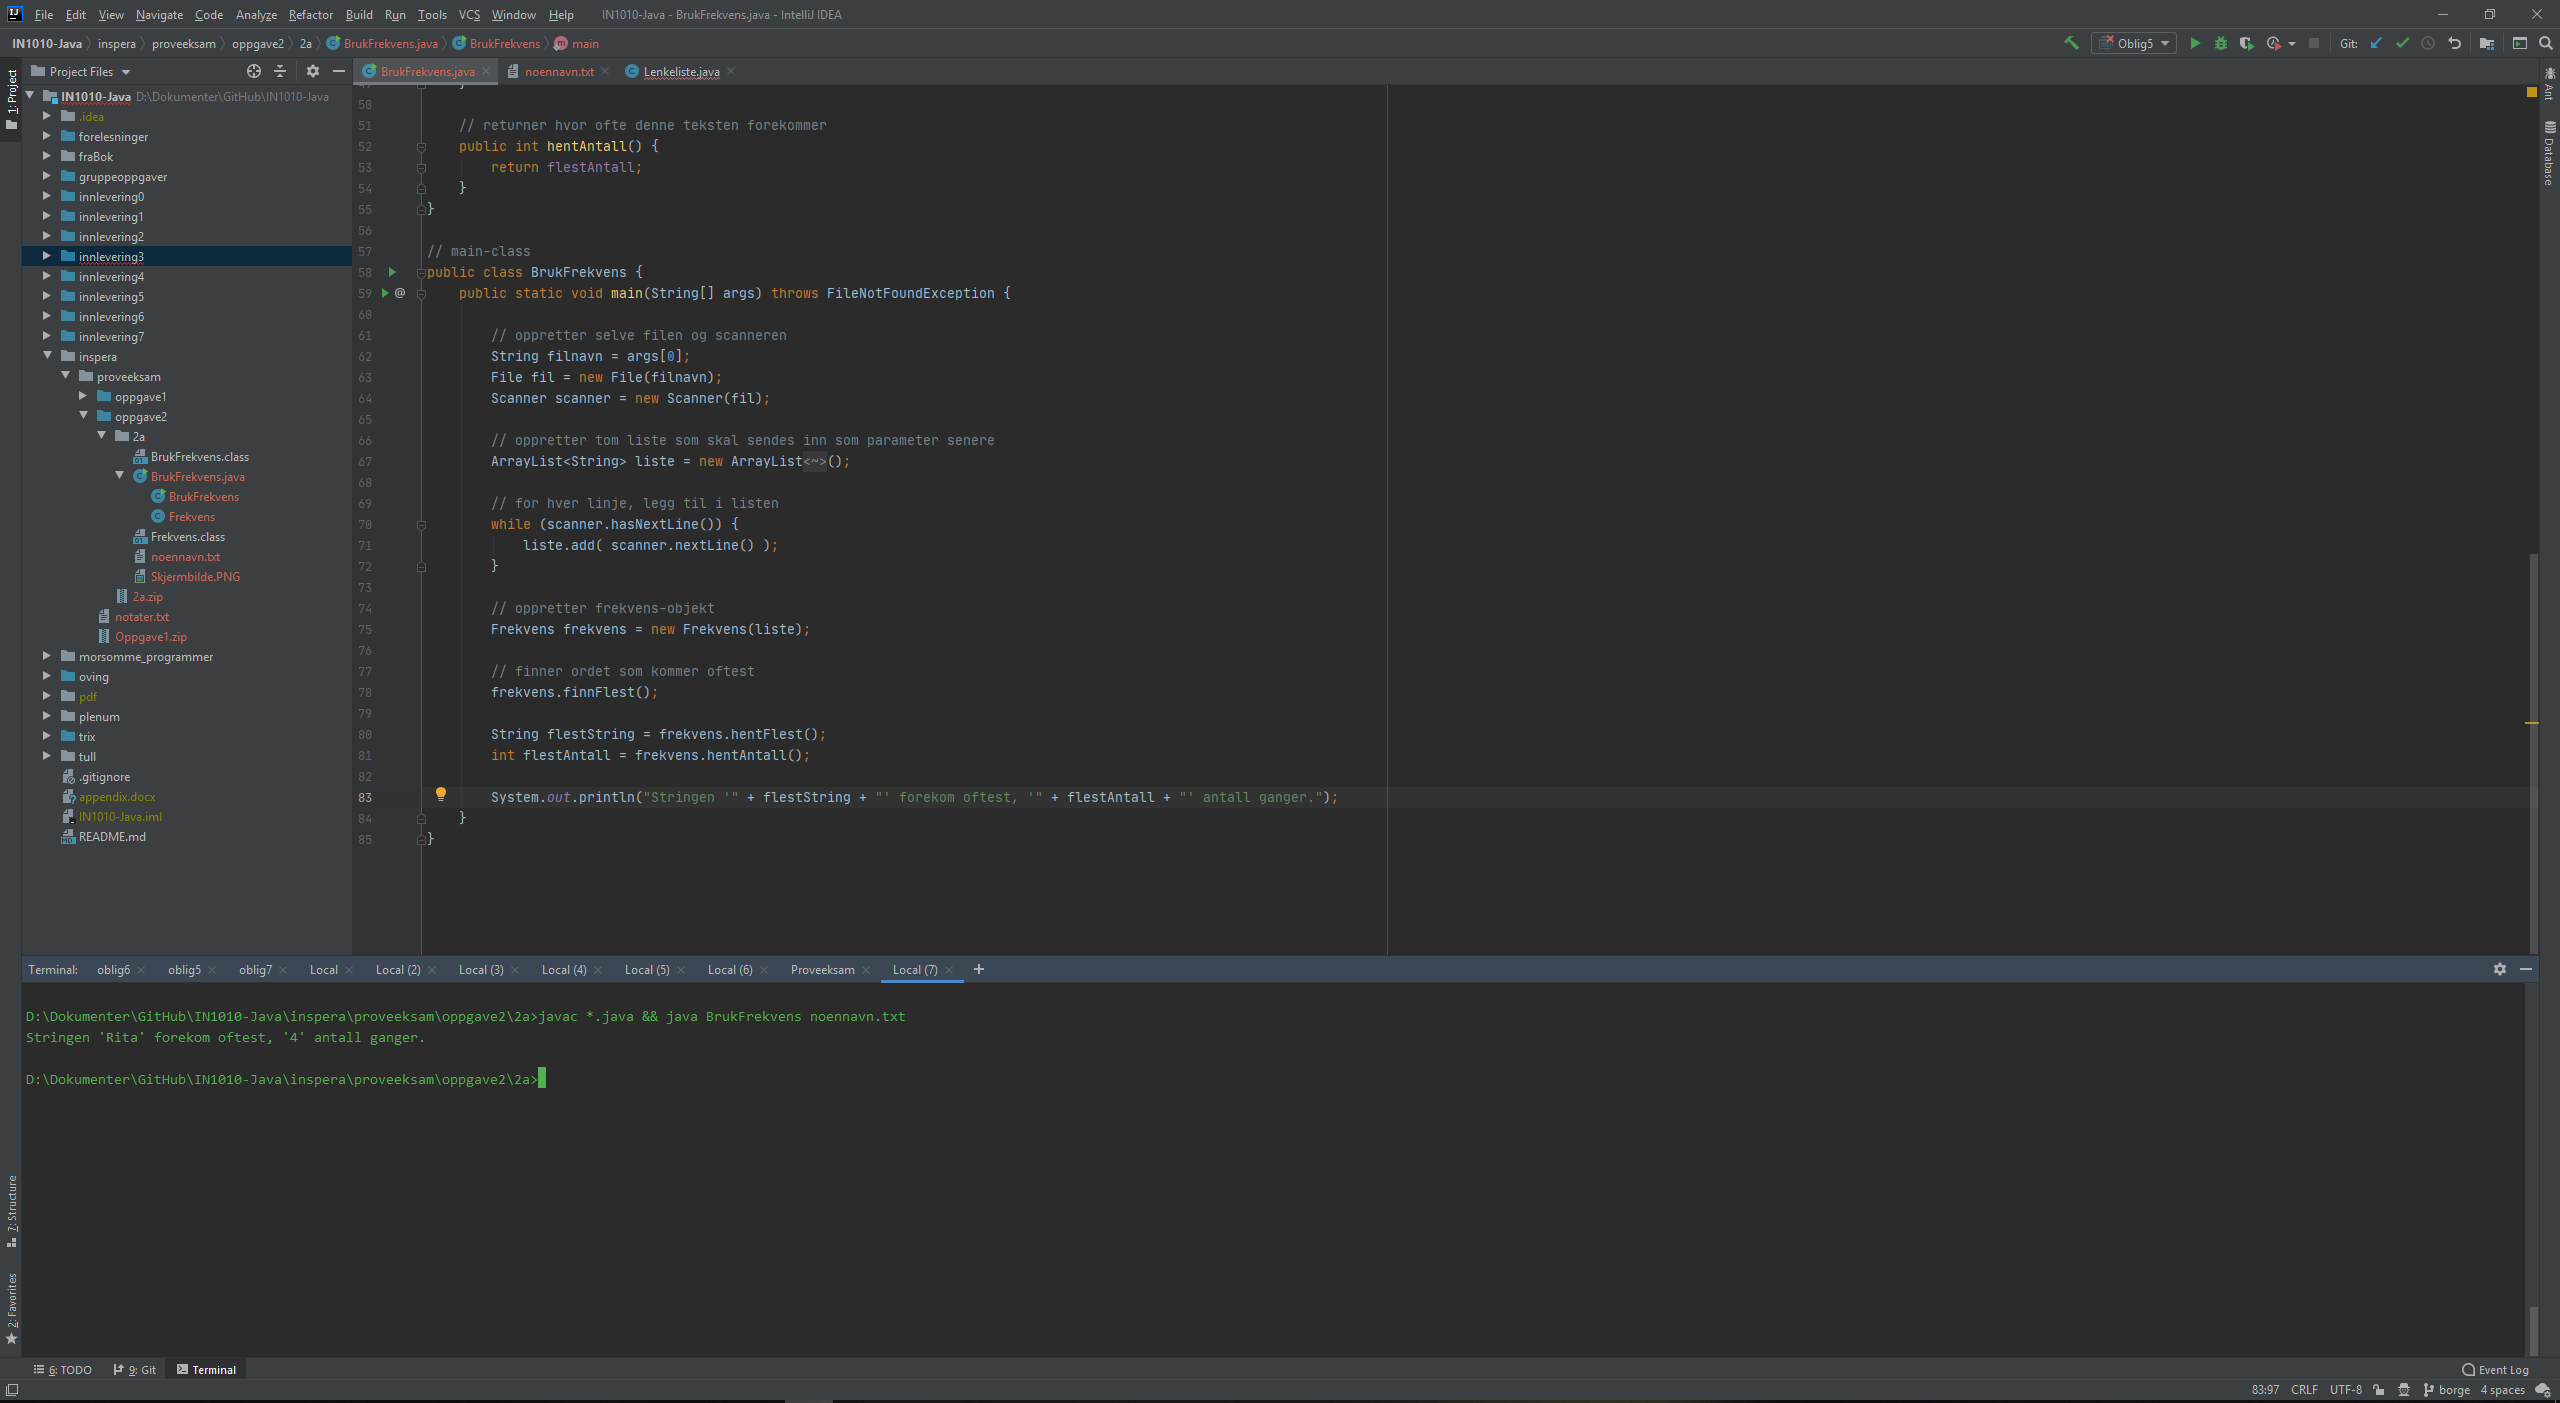 File Edit View Navigate Code Analyze Refactor Build Run Tools VCS Window Help IN1010-Java - BrukFrekvens.java - IntelliJ IDEA
IN1010-Java inspera proveeksam oppgave2 2a BrukFrekvens.java BrukFrekvens main Oblig5 Git:
Project Files
BrukFrekvens.java noennavn.txt Lenkeliste.java
1: Project
IN1010-Java D:\Dokumenter\GitHub\IN1010-Java
.idea
forelesninger
fraBok
gruppeoppgaver
innlevering0
innlevering1
innlevering2
innlevering3
innlevering4
innlevering5
innlevering6
innlevering7
inspera
proveeksam
oppgave1
oppgave2
2a
BrukFrekvens.class
BrukFrekvens.java
BrukFrekvens
Frekvens
Frekvens.class
noennavn.txt
Skjermbilde.PNG
2a.zip
notater.txt
Oppgave1.zip
morsomme_programmer
oving
pdf
plenum
trix
tull
.gitignore
appendix.docx
IN1010-Java.iml
README.md
50
51 // returner hvor ofte denne teksten forekommer
52 public int hentAntall() {
53 return flestAntall;
54 }
55 }
56
57 // main-class
58 public class BrukFrekvens {
59 @ public static void main(String[] args) throws FileNotFoundException {
60
61 // oppretter selve filen og scanneren
62 String filnavn = args[0];
63 File fil = new File(filnavn);
64 Scanner scanner = new Scanner(fil);
65
66 // oppretter tom liste som skal sendes inn som parameter senere
67 ArrayList<String> liste = new ArrayList<~>();
68
69 // for hver linje, legg til i listen
70 while (scanner.hasNextLine()) {
71 liste.add( scanner.nextLine() );
72 }
73
74 // oppretter frekvens-objekt
75 Frekvens frekvens = new Frekvens(liste);
76
77 // finner ordet som kommer oftest
78 frekvens.finnFlest();
79
80 String flestString = frekvens.hentFlest();
81 int flestAntall = frekvens.hentAntall();
82
83 System.out.println("Stringen '" + flestString + "' forekom oftest, '" + flestAntall + "' antall ganger.");
84 }
85 }
Ant
Database
Terminal: oblig6 oblig5 oblig7 Local Local (2) Local (3) Local (4) Local (5) Local (6) Proveeksam Local (7)
D:\Dokumenter\GitHub\IN1010-Java\inspera\proveeksam\oppgave2\2a>javac *.java && java BrukFrekvens noennavn.txt
Stringen 'Rita' forekom oftest, '4' antall ganger.
D:\Dokumenter\GitHub\IN1010-Java\inspera\proveeksam\oppgave2\2a>
7: Structure
2: Favorites
6: TODO 9: Git Terminal Event Log
83:97 CRLF UTF-8 borge 4 spaces